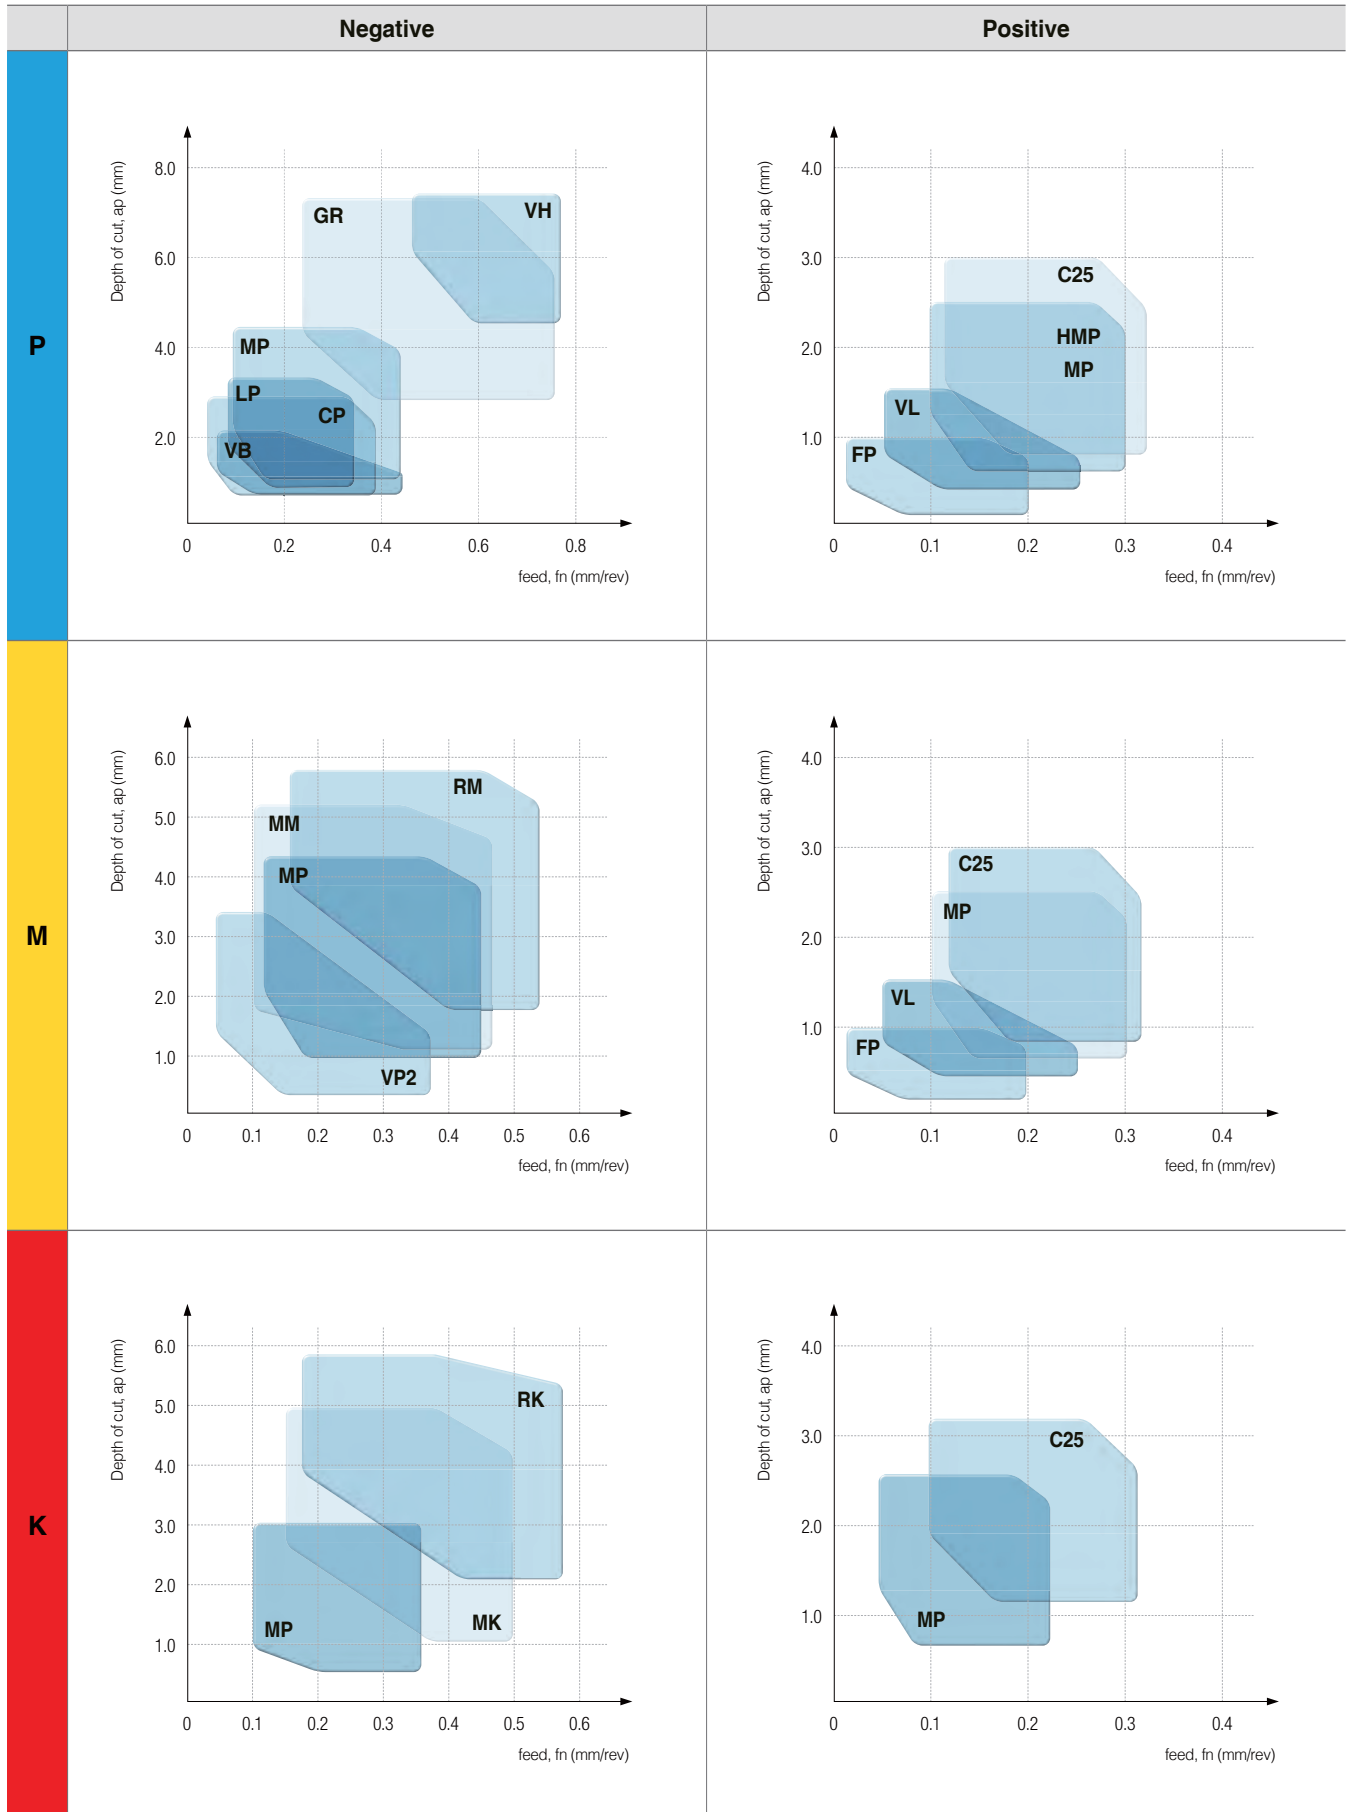 Negative Positive
P
Depth of cut, ap (mm)
8.0
6.0
4.0
2.0
GR
VH
MP
LP
CP
VB
0 0.2 0.4 0.6 0.8
feed, fn (mm/rev)
Depth of cut, ap (mm)
4.0
3.0
2.0
1.0
C25
HMP
MP
VL
FP
0 0.1 0.2 0.3 0.4
feed, fn (mm/rev)
M
Depth of cut, ap (mm)
6.0
5.0
4.0
3.0
2.0
1.0
RM
MM
MP
VP2
0 0.1 0.2 0.3 0.4 0.5 0.6
feed, fn (mm/rev)
Depth of cut, ap (mm)
4.0
3.0
2.0
1.0
C25
MP
VL
FP
0 0.1 0.2 0.3 0.4
feed, fn (mm/rev)
K
Depth of cut, ap (mm)
6.0
5.0
4.0
3.0
2.0
1.0
RK
MK
MP
0 0.1 0.2 0.3 0.4 0.5 0.6
feed, fn (mm/rev)
Depth of cut, ap (mm)
4.0
3.0
2.0
1.0
C25
MP
0 0.1 0.2 0.3 0.4
feed, fn (mm/rev)